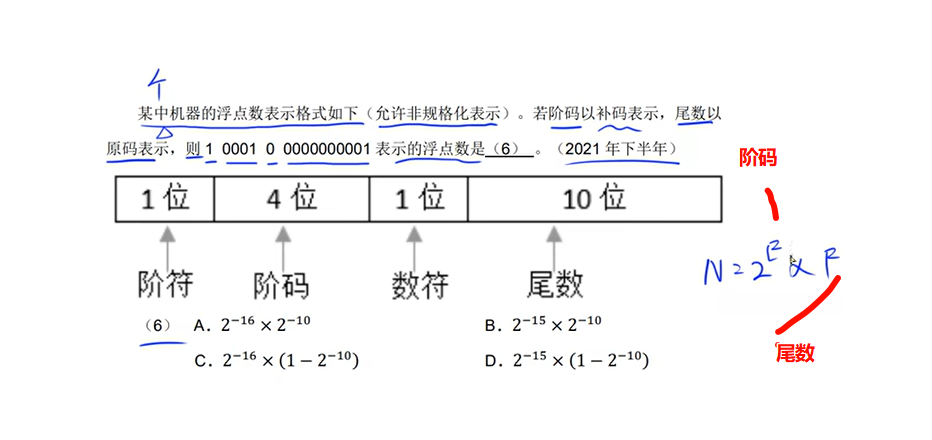 个
某中机器的浮点数表示格式如下（允许非规格化表示）。若阶码以补码表示，尾数以
原码表示，则 1 0001 0 0000000001 表示的浮点数是（6）。（2021 年下半年）
阶码
1 位 4 位 1 位 10 位
N = 2^E × F
阶符 阶码 数符 尾数
（6） A. 2⁻¹⁶ × 2⁻¹⁰ B. 2⁻¹⁵ × 2⁻¹⁰
尾数
C. 2⁻¹⁶ × (1 − 2⁻¹⁰) D. 2⁻¹⁵ × (1 − 2⁻¹⁰)